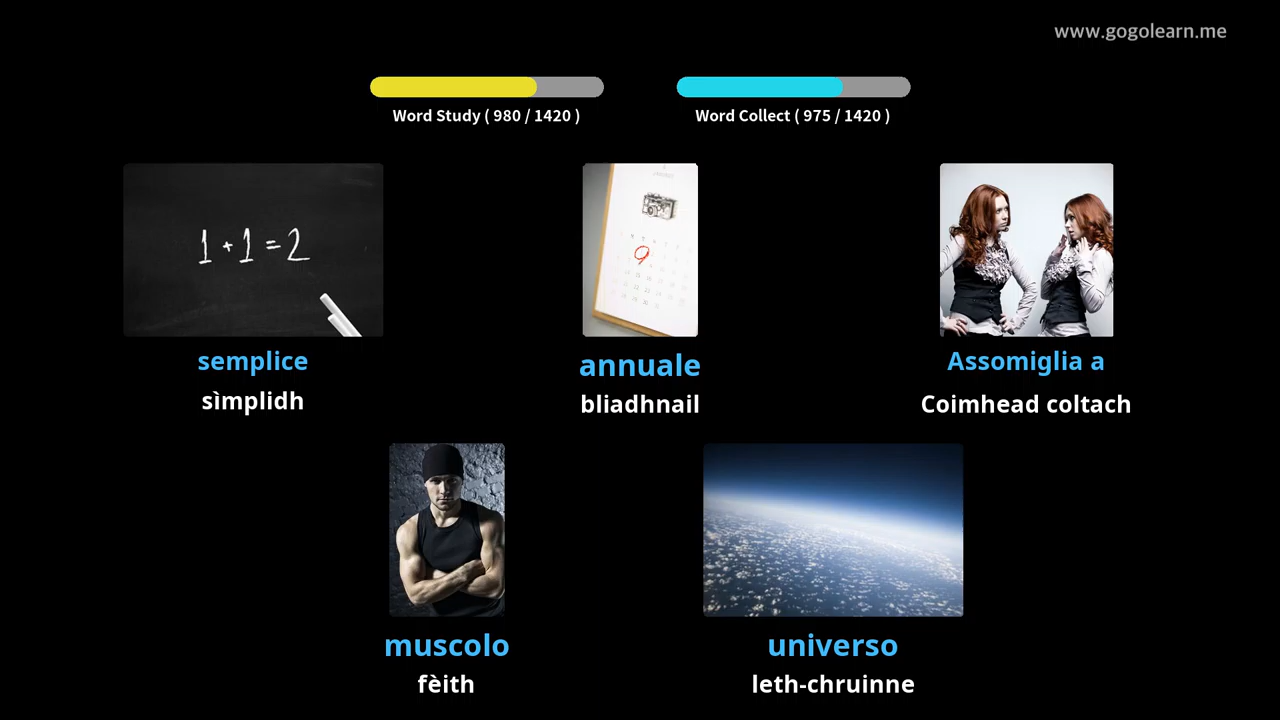 www.gogolearn.me
Word Study ( 980 / 1420 )
Word Collect ( 975 / 1420 )
1 + 1 = 2
9
semplice
sìmplidh
annuale
bliadhnail
Assomiglia a
Coimhead coltach
muscolo
fèith
universo
leth-chruinne